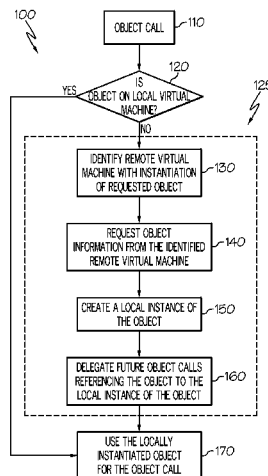 100
OBJECT CALL
110
IS
OBJECT ON LOCAL VIRTUAL
MACHINE?
120
YES
NO
125
IDENTIFY REMOTE VIRTUAL
MACHINE WITH INSTANTIATION
OF REQUESTED OBJECT
130
REQUEST OBJECT
INFORMATION FROM THE IDENTIFIED
REMOTE VIRTUAL MACHINE
140
CREATE A LOCAL INSTANCE
OF THE OBJECT
150
DELEGATE FUTURE OBJECT CALLS
REFERENCING THE OBJECT TO THE
LOCAL INSTANCE OF THE OBJECT
160
USE THE LOCALLY
INSTANTIATED OBJECT
FOR THE OBJECT CALL
170